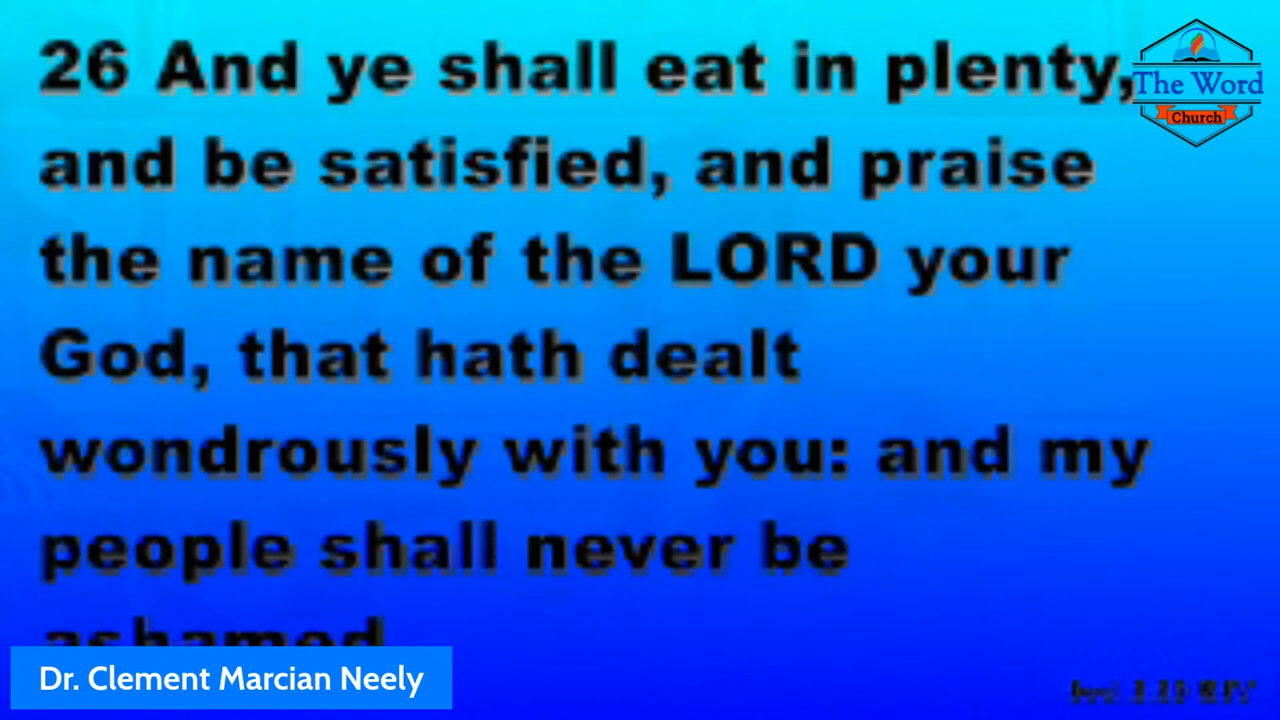 26 And ye shall eat in plenty,
and be satisfied, and praise
the name of the LORD your
God, that hath dealt
wondrously with you: and my
people shall never be
ashamed
The Word
Church
Dr. Clement Marcian Neely